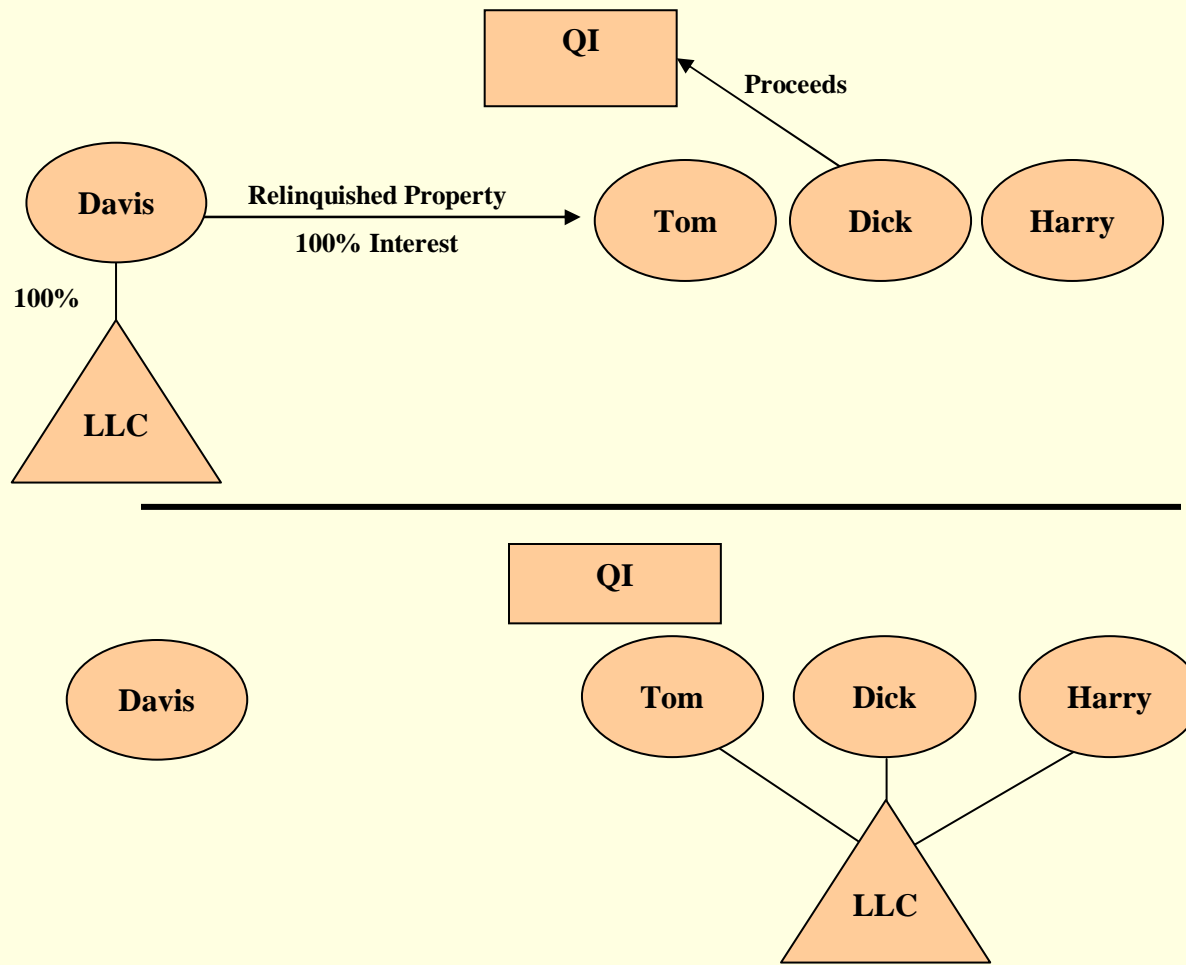 QI
Proceeds
Davis
Relinquished Property
100% Interest
Tom
Dick
Harry
100%
LLC
QI
Davis
Tom
Dick
Harry
LLC